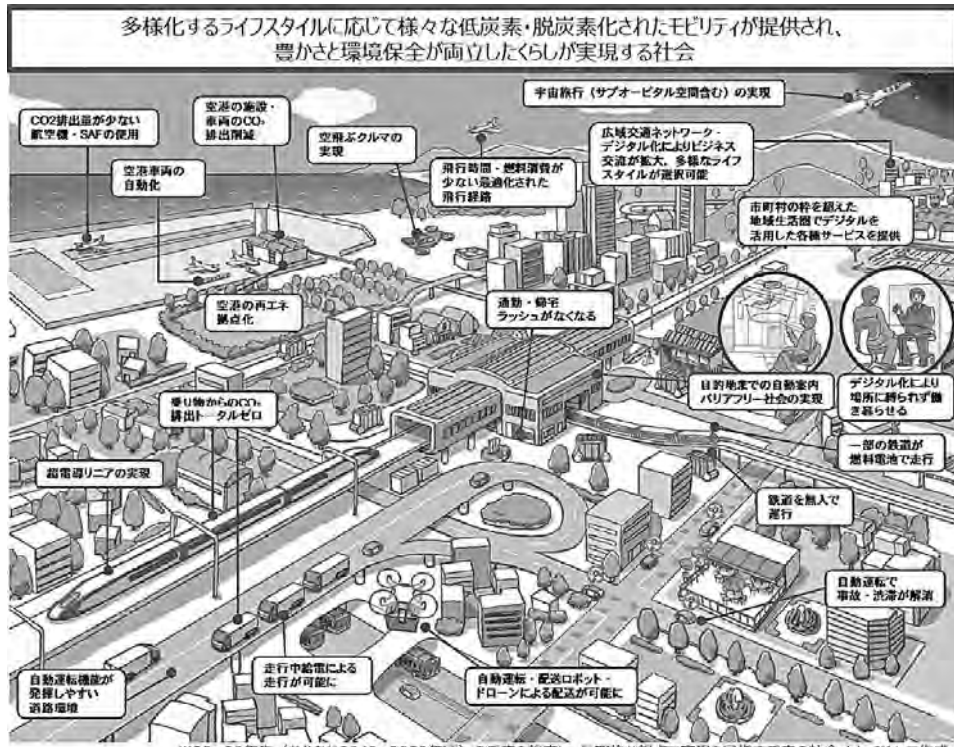 多様化するライフスタイルに応じて様々な低炭素・脱炭素化されたモビリティが提供され、
豊かさと環境保全が両立したくらしが実現する社会
宇宙旅行（サブオービタル空間含む）の実現
CO2排出量が少ない
航空機・SAFの使用
空港の施設・
車両のCO₂
排出削減
空飛ぶクルマの
実現
飛行時間・燃料消費が
少ない最適化された
飛行経路
広域交通ネットワーク・
デジタル化によりビジネス
交流が拡大、多様なライフ
スタイルが選択可能
空港車両の
自動化
市町村の枠を超えた
地域生活圏でデジタルを
活用した各種サービスを提供
空港の再エネ
拠点化
通勤・帰宅
ラッシュがなくなる
目的地までの自動案内
バリアフリー社会の実現
デジタル化により
場所に縛られず働
き暮らせる
乗り物からのCO₂
排出トータルゼロ
一部の鉄道が
燃料電池で走行
超電導リニアの実現
鉄道を無人で
運行
自動運転で
事故・渋滞が解消
自動運転機能が
発揮しやすい
道路環境
走行中給電による
走行が可能に
自動運転・配送ロボット・
ドローンによる配送が可能に